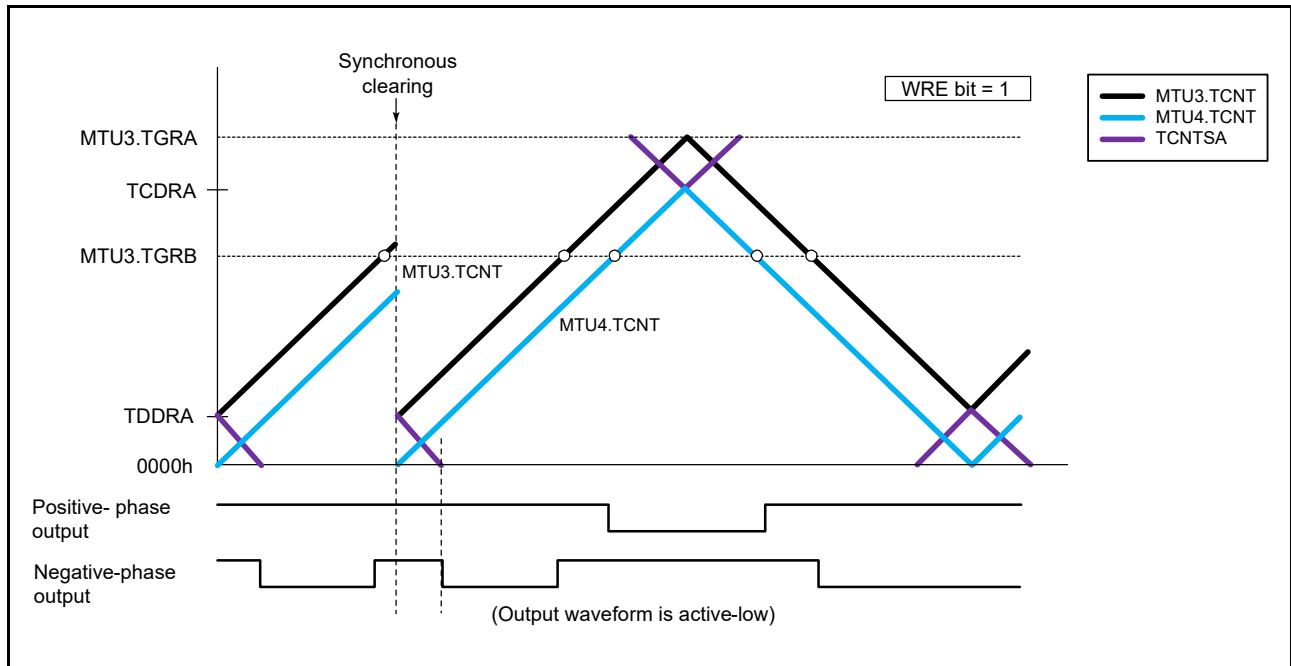 Synchronous
clearing
WRE bit = 1
MTU3.TCNT
MTU4.TCNT
TCNTSA
MTU3.TGRA
TCDRA
MTU3.TGRB
MTU3.TCNT
MTU4.TCNT
TDDRA
0000h
Positive- phase
output
Negative-phase
output
(Output waveform is active-low)